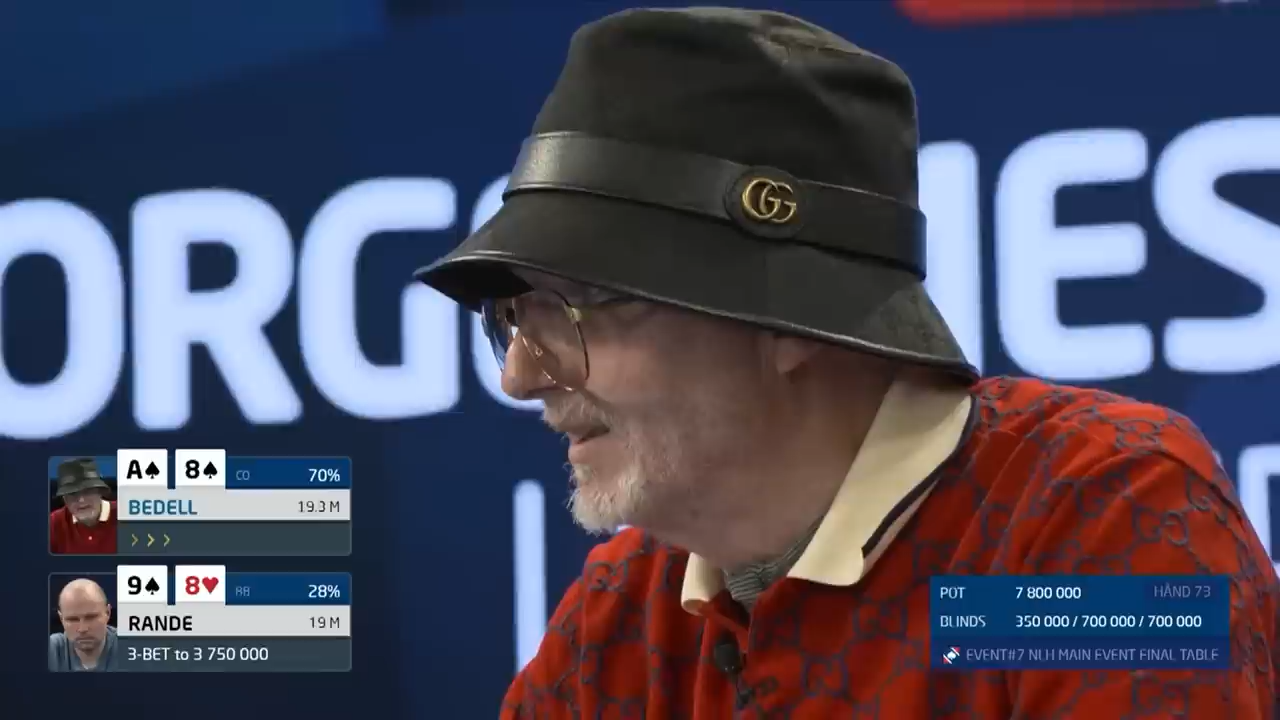 ORG
NES
GG
A♠ 8♠ CO 70%
BEDELL 19.3 M
9♠ 8♥ BB 28%
RANDE 19 M
3-BET to 3 750 000
POT 7 800 000 HÅND 73
BLINDS 350 000 / 700 000 / 700 000
EVENT#7 NLH MAIN EVENT FINAL TABLE